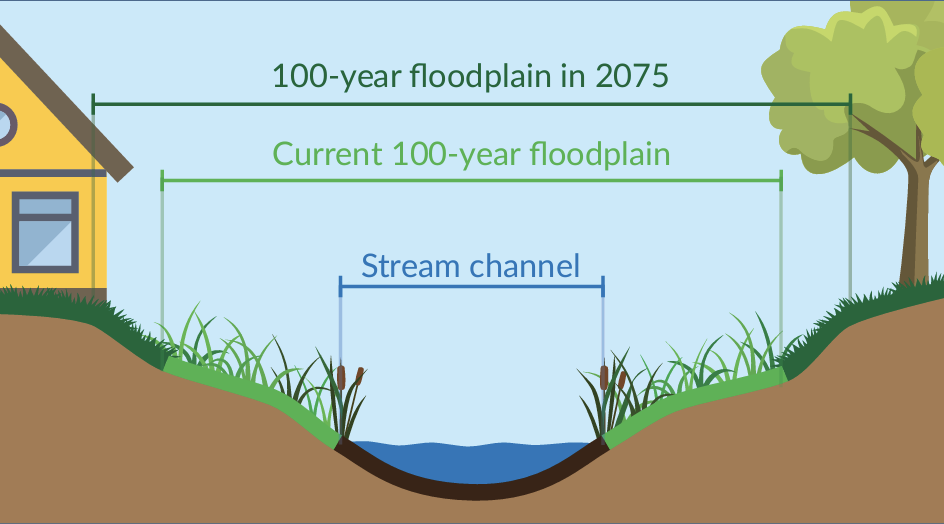 100-year floodplain in 2075
Current 100-year floodplain
Stream channel